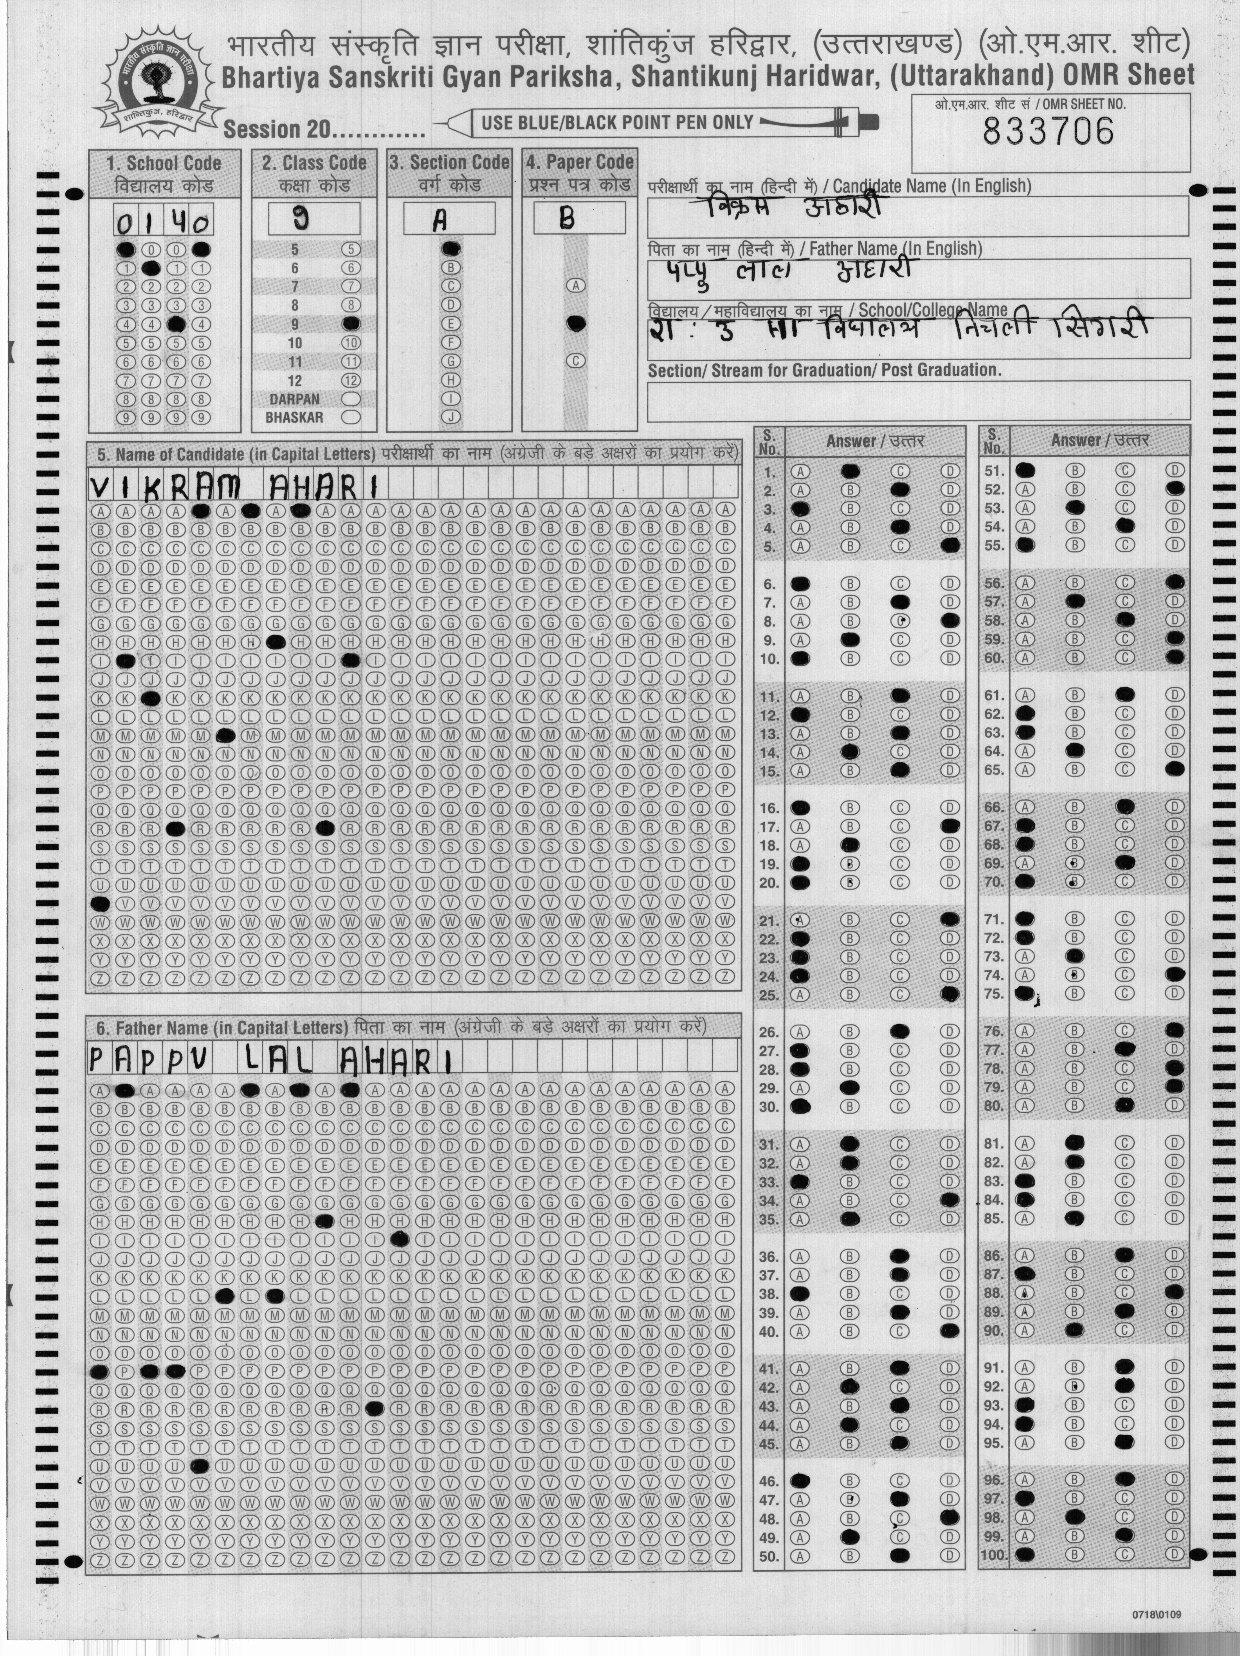 भारतीय संस्कृति ज्ञान परीक्षा, शांतिकुंज हरिद्वार, (उत्तराखण्ड) (ओ.एम.आर. शीट)
Bhartiya Sanskriti Gyan Pariksha, Shantikunj Haridwar, (Uttarakhand) OMR Sheet
Session 20............
USE BLUE/BLACK POINT PEN ONLY
ओ.एम.आर. शीट सं / OMR SHEET NO.
833706
1. School Code
विद्यालय कोड
0140
2. Class Code
कक्षा कोड
9
5
6
7
8
9
10
11
12
DARPAN
BHASKAR
3. Section Code
वर्ग कोड
A
4. Paper Code
प्रश्न पत्र कोड
B
परीक्षार्थी का नाम (हिन्दी में) / Candidate Name (In English)
विक्रम अहारी
पिता का नाम (हिन्दी में) / Father Name (In English)
पप्पु लाल अहारी
विद्यालय/महाविद्यालय का नाम / School/College Name
रा. उ मा विद्यालय निचली सिगरी
Section/ Stream for Graduation/ Post Graduation.
5. Name of Candidate (in Capital Letters) परीक्षार्थी का नाम (अंग्रेजी के बड़े अक्षरों का प्रयोग करें)
VIKRAM AHARI
6. Father Name (in Capital Letters) पिता का नाम (अंग्रेजी के बड़े अक्षरों का प्रयोग करें)
PAPPU LAL AHARI
S. No. Answer / उत्तर
S. No. Answer / उत्तर
0718\0109